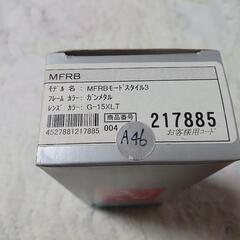 MFRB
モデル 名 : MFRBモードスタイル3
フレーム カラー: ガンメタル
レンズ カラー: G-15XLT
商品番号
217885
4527881217885
004
お客様用コード
A46